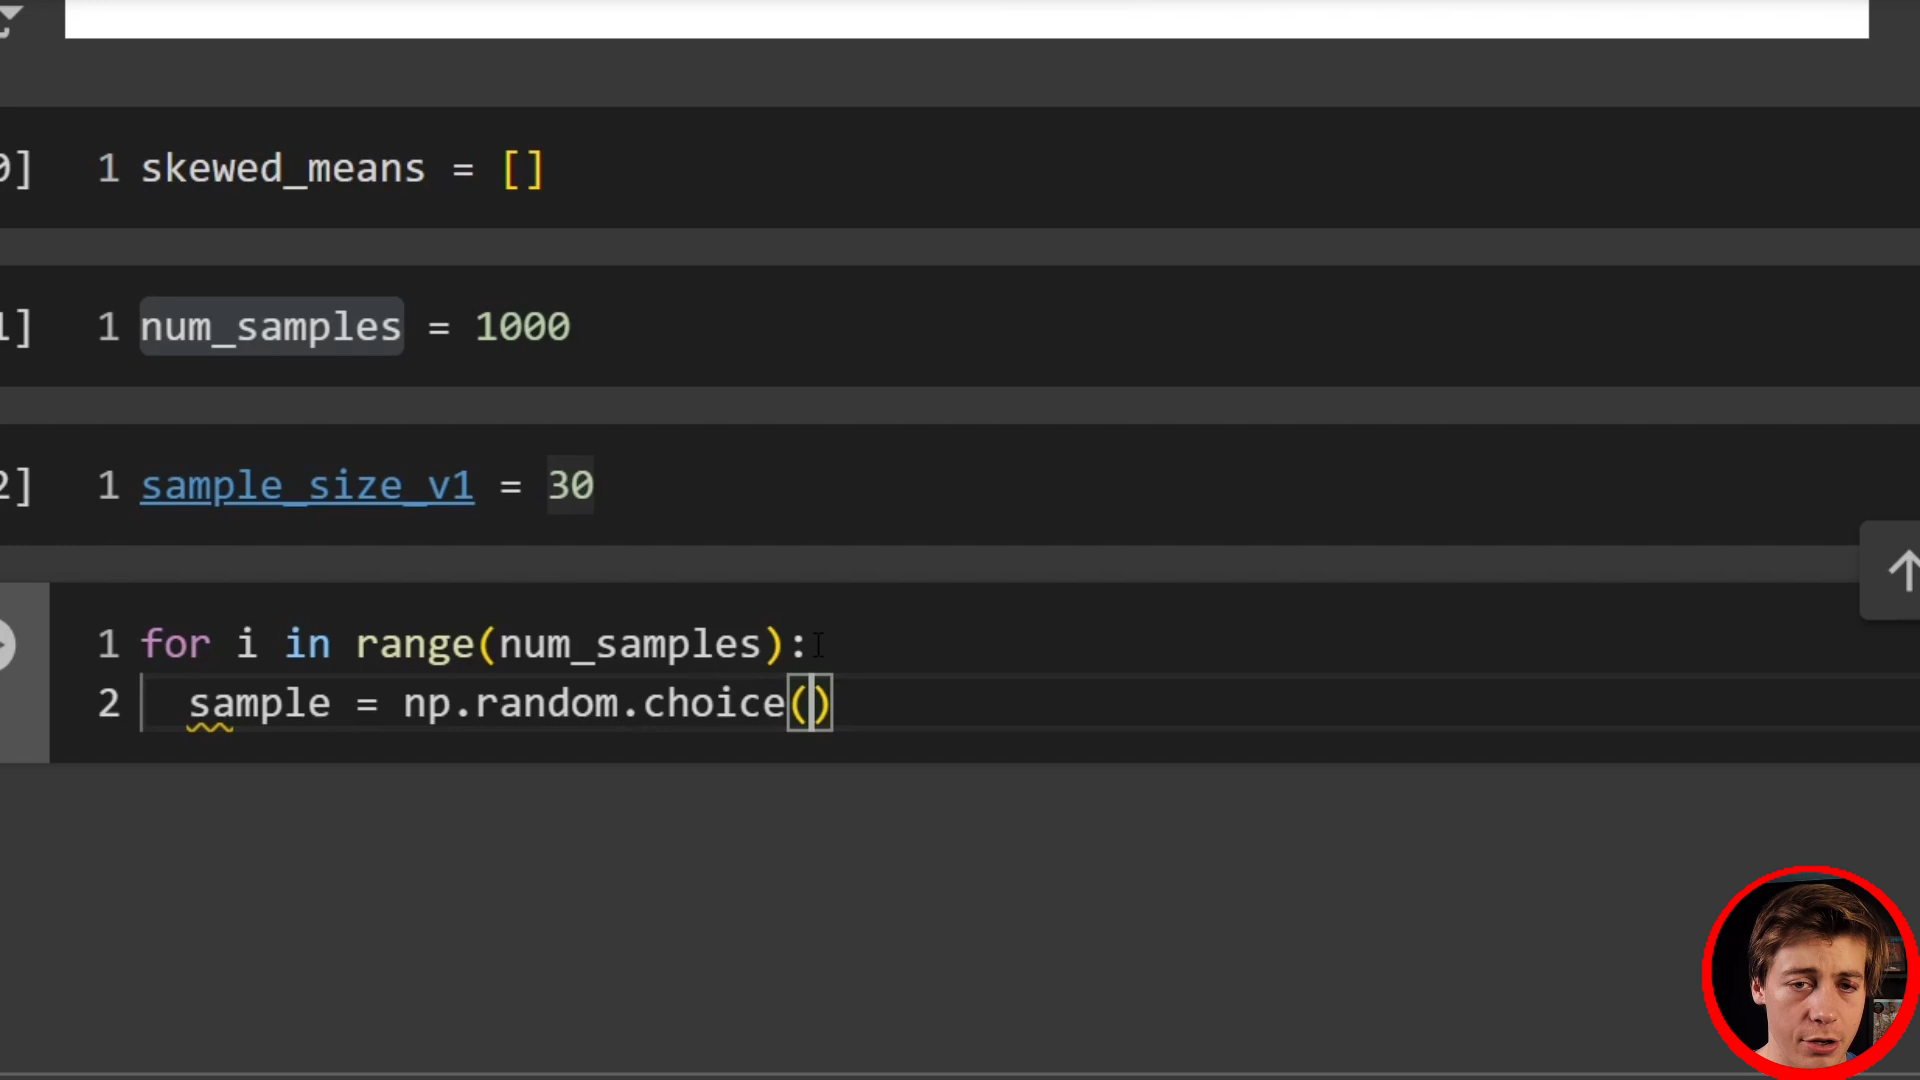 0]
1 skewed_means = []
1]
1 num_samples = 1000
2]
1 sample_size_v1 = 30
1 for i in range(num_samples):
2 sample = np.random.choice()